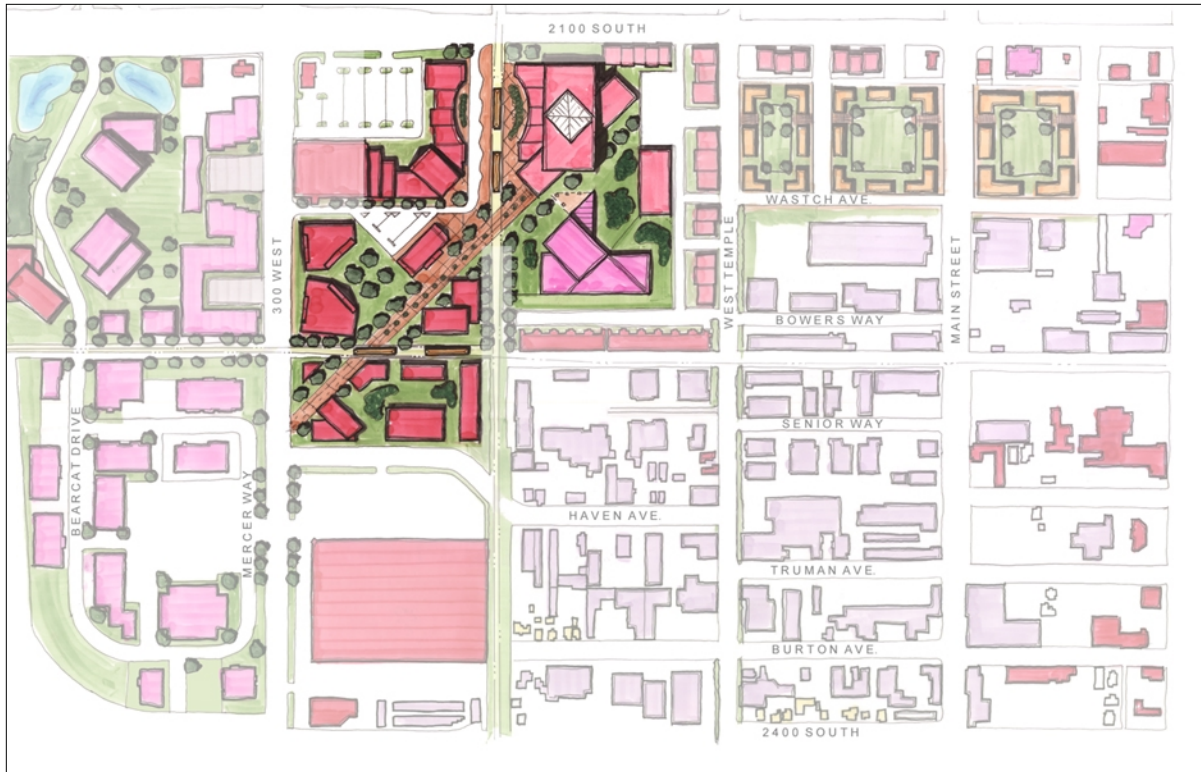 2100 SOUTH
WASTCH AVE.
300 WEST
WEST TEMPLE
MAIN STREET
BOWERS WAY
BEARCAT DRIVE
SENIOR WAY
MERCER WAY
HAVEN AVE.
TRUMAN AVE.
BURTON AVE.
2400 SOUTH